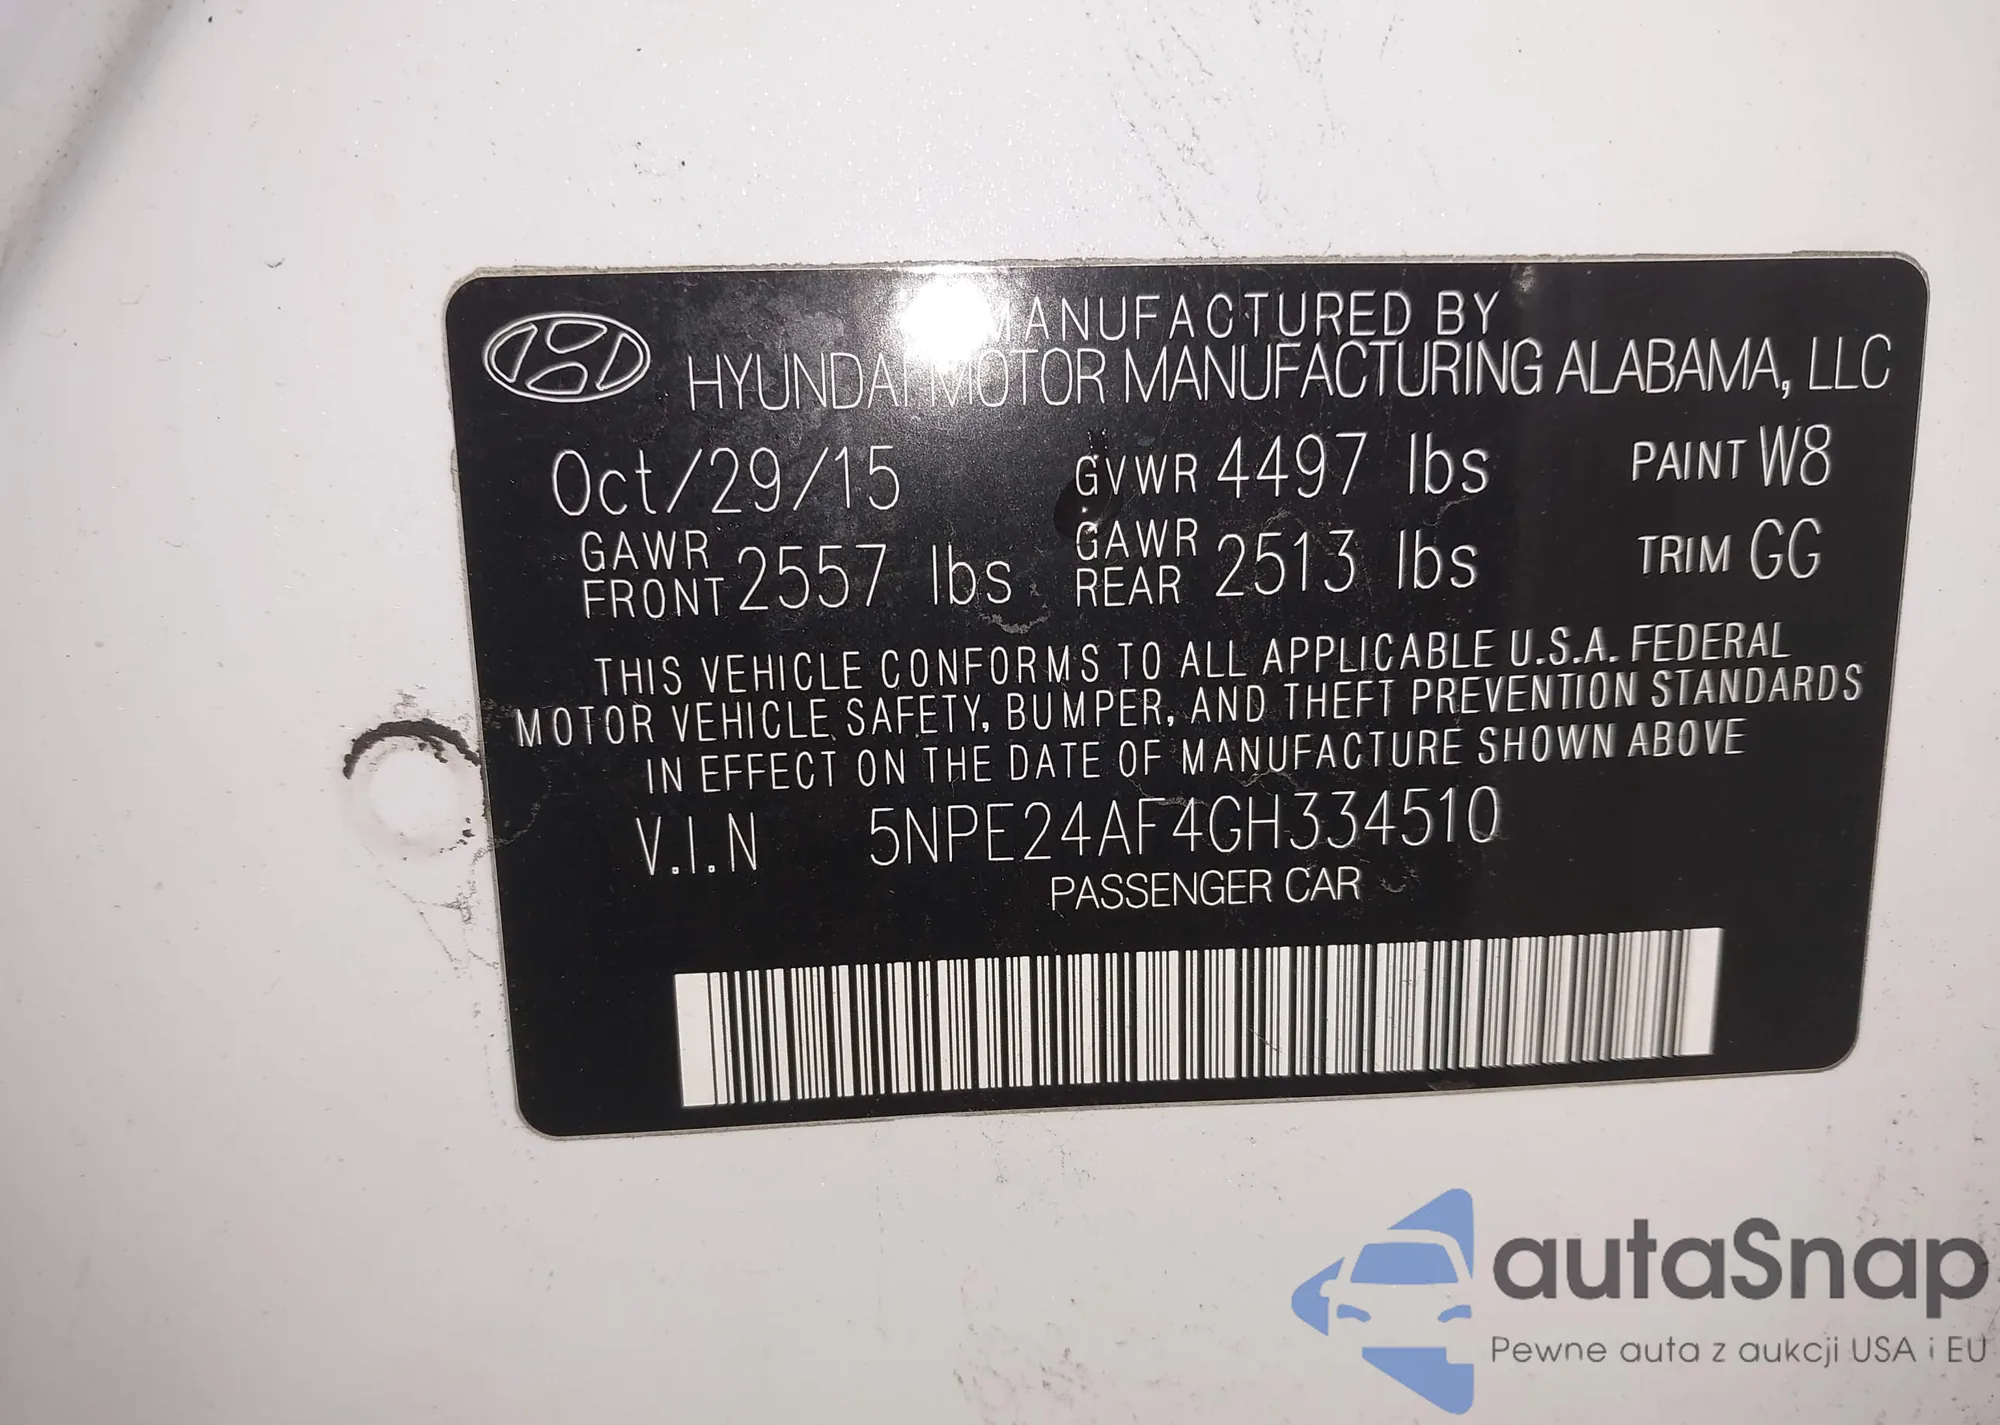 MANUFACTURED BY
HYUNDAI MOTOR MANUFACTURING ALABAMA, LLC
Oct/29/15 GVWR 4497 lbs PAINT W8
GAWR FRONT 2557 lbs GAWR REAR 2513 lbs TRIM GG
THIS VEHICLE CONFORMS TO ALL APPLICABLE U.S.A. FEDERAL
MOTOR VEHICLE SAFETY, BUMPER, AND THEFT PREVENTION STANDARDS
IN EFFECT ON THE DATE OF MANUFACTURE SHOWN ABOVE
V.I.N 5NPE24AF4GH334510
PASSENGER CAR
autaSnap
Pewne auta z aukcji USA i EU